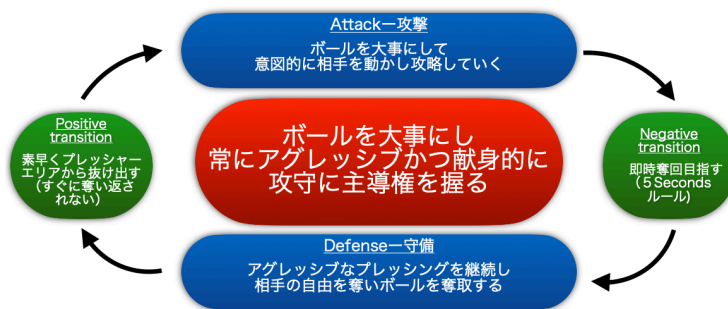 Attackー攻撃
ボールを大事にして
意図的に相手を動かし攻略していく
Positive
transition
素早くプレッシャー
エリアから抜け出す
（すぐに奪い返さ
れない）
ボールを大事にし
常にアグレッシブかつ献身的に
攻守に主導権を握る
Negative
transition
即時奪回目指す
（５Seconds
ルール)
Defenseー守備
アグレッシブなプレッシングを継続し
相手の自由を奪いボールを奪取する